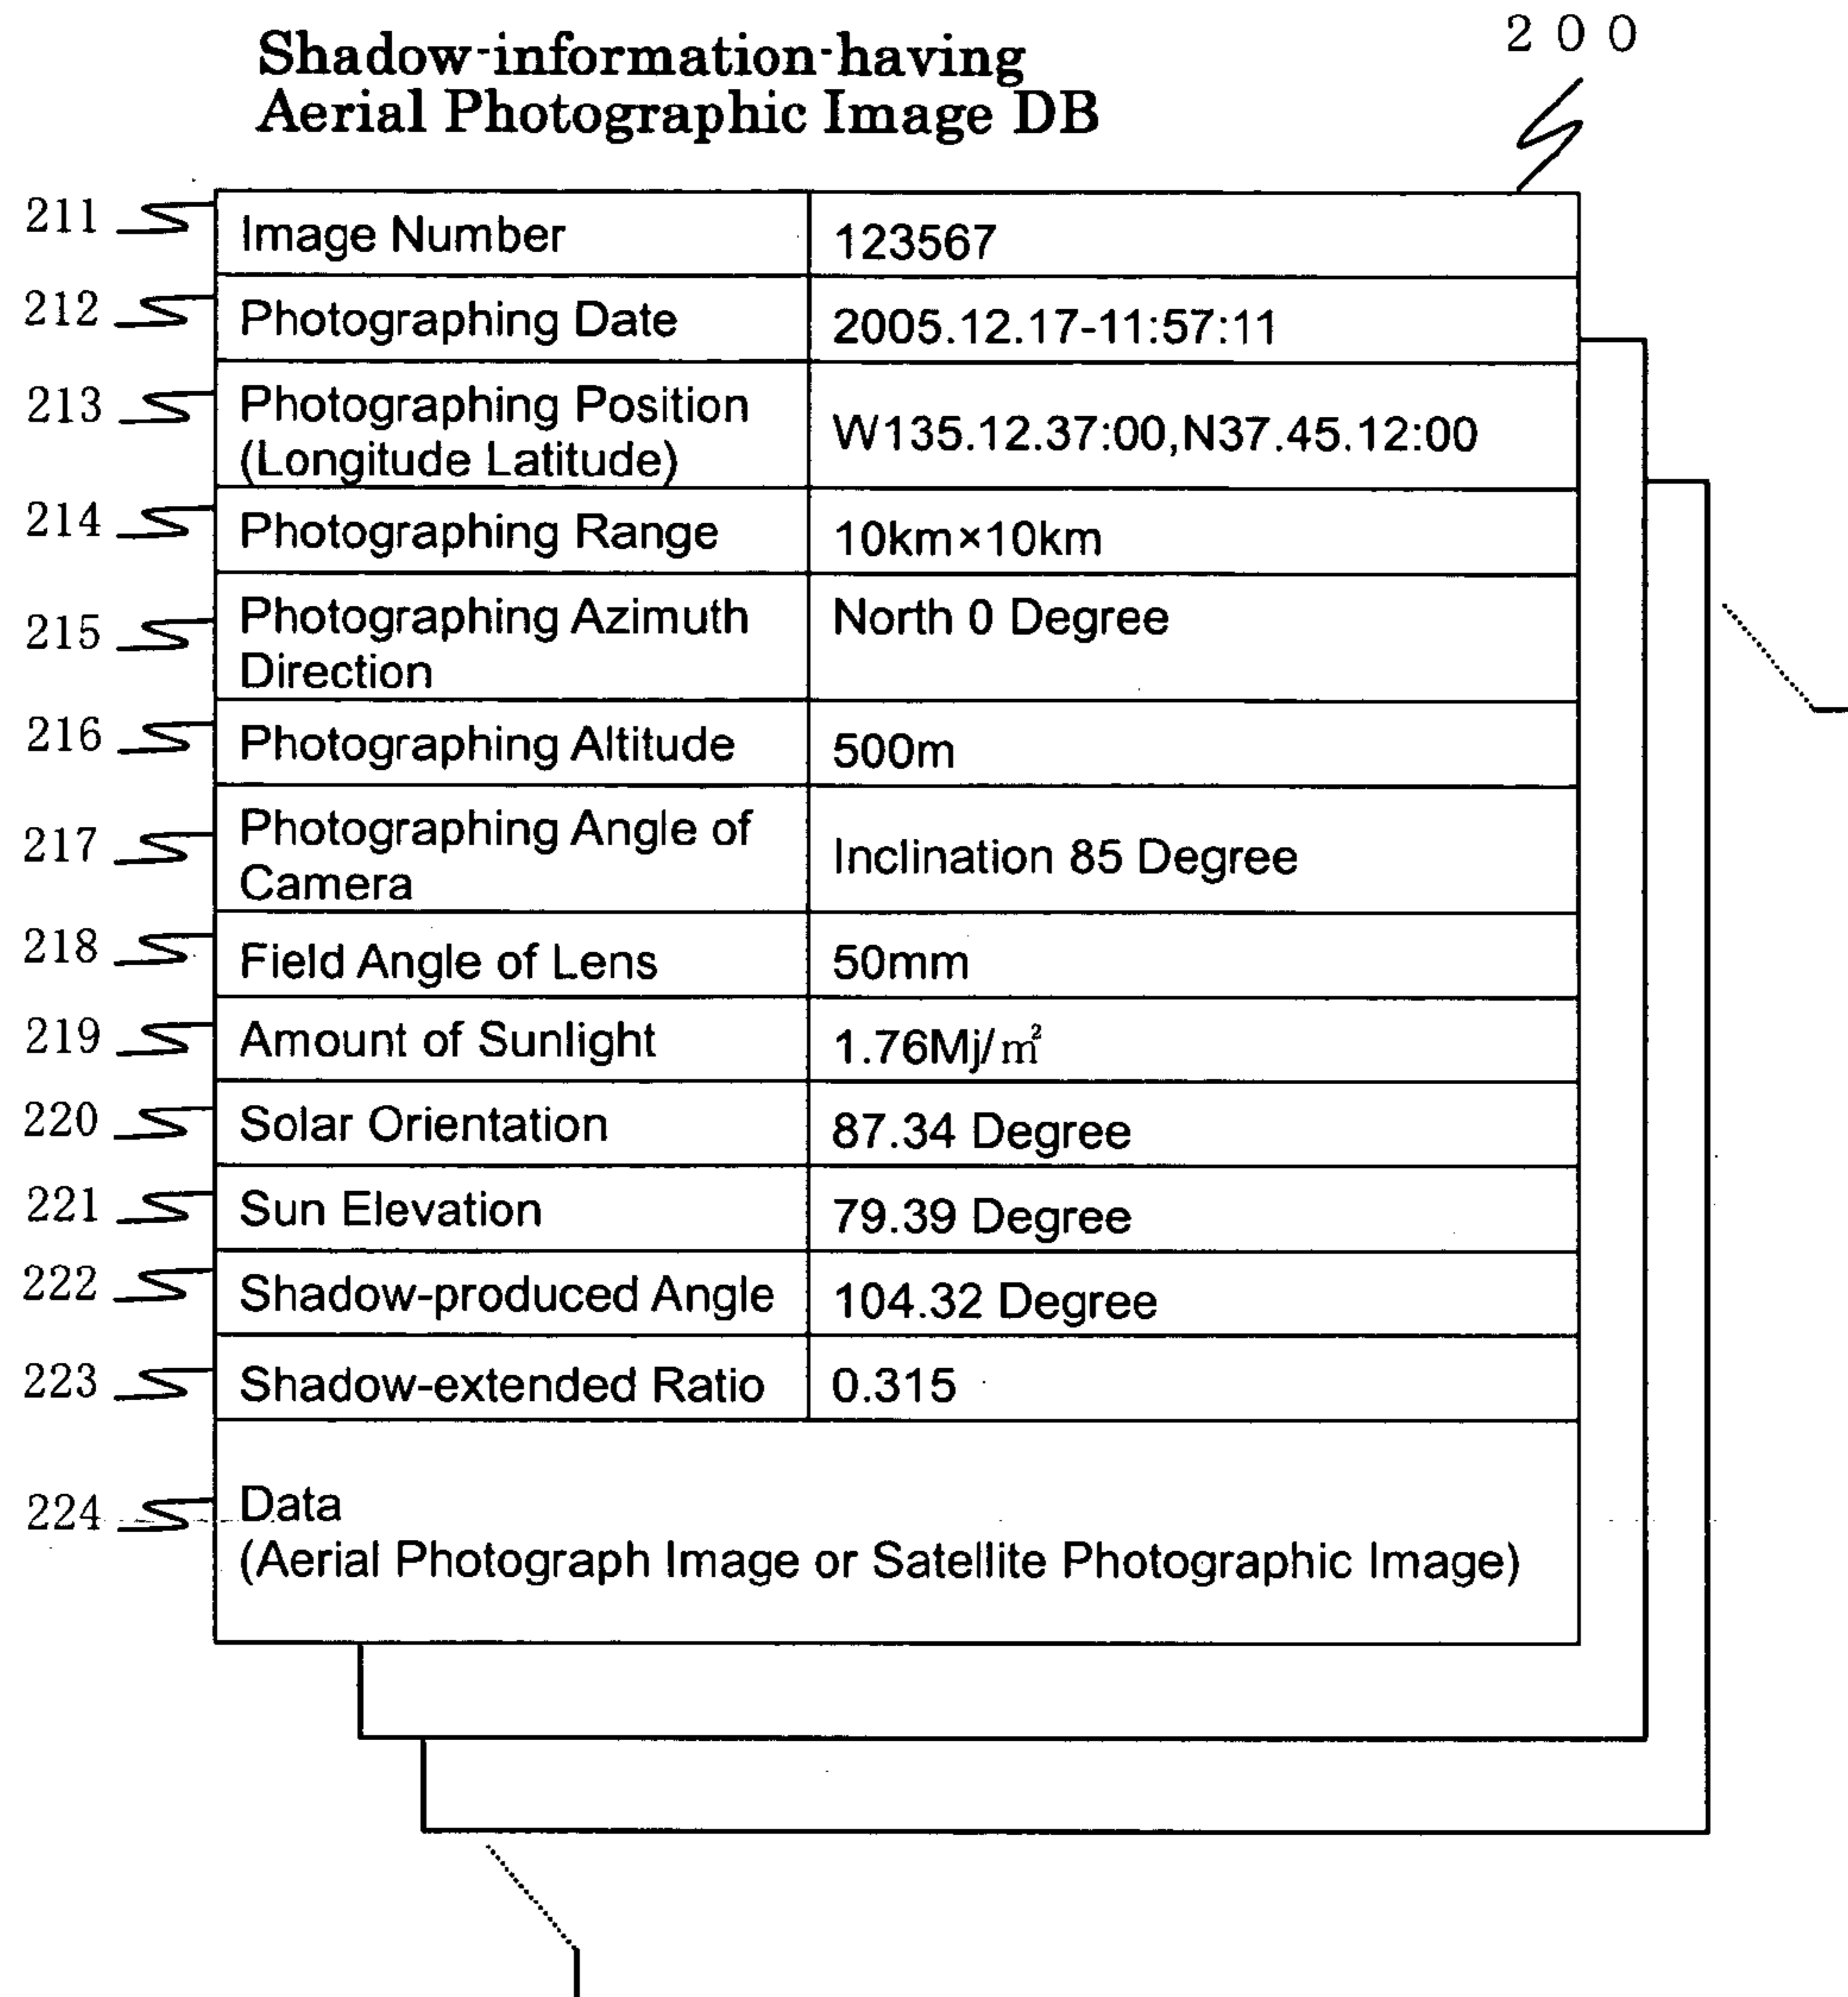 Shadow-information-having
Aerial Photographic Image DB
200
211 Image Number 123567
212 Photographing Date 2005.12.17-11:57:11
213 Photographing Position
(Longitude Latitude) W135.12.37:00,N37.45.12:00
214 Photographing Range 10km×10km
215 Photographing Azimuth
Direction North 0 Degree
216 Photographing Altitude 500m
217 Photographing Angle of
Camera Inclination 85 Degree
218 Field Angle of Lens 50mm
219 Amount of Sunlight 1.76Mj/㎡
220 Solar Orientation 87.34 Degree
221 Sun Elevation 79.39 Degree
222 Shadow-produced Angle 104.32 Degree
223 Shadow-extended Ratio 0.315
224 Data
(Aerial Photograph Image or Satellite Photographic Image)